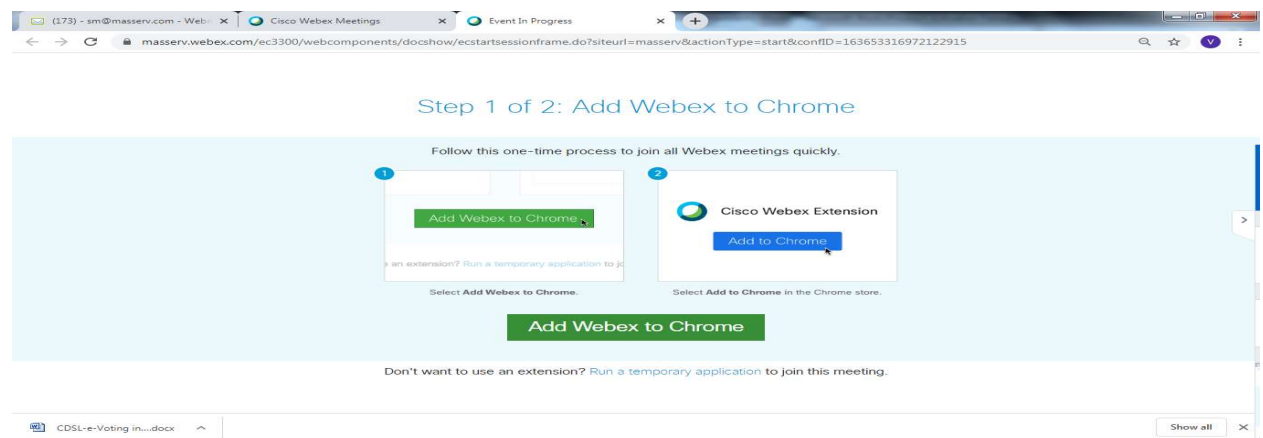 (173) - sm@masserv.com - Web
Cisco Webex Meetings
Event In Progress
masserv.webex.com/ec3300/webcomponents/docshow/ecstartsessionframe.do?siteurl=masserv&actionType=start&confID=163653316972122915
V
Step 1 of 2: Add Webex to Chrome
Follow this one-time process to join all Webex meetings quickly.
1
Add Webex to Chrome
an extension? Run a temporary application to jo
Select Add Webex to Chrome.
2
Cisco Webex Extension
Add to Chrome
Select Add to Chrome in the Chrome store.
Add Webex to Chrome
Don't want to use an extension? Run a temporary application to join this meeting.
CDSL-e-Voting in....docx
Show all